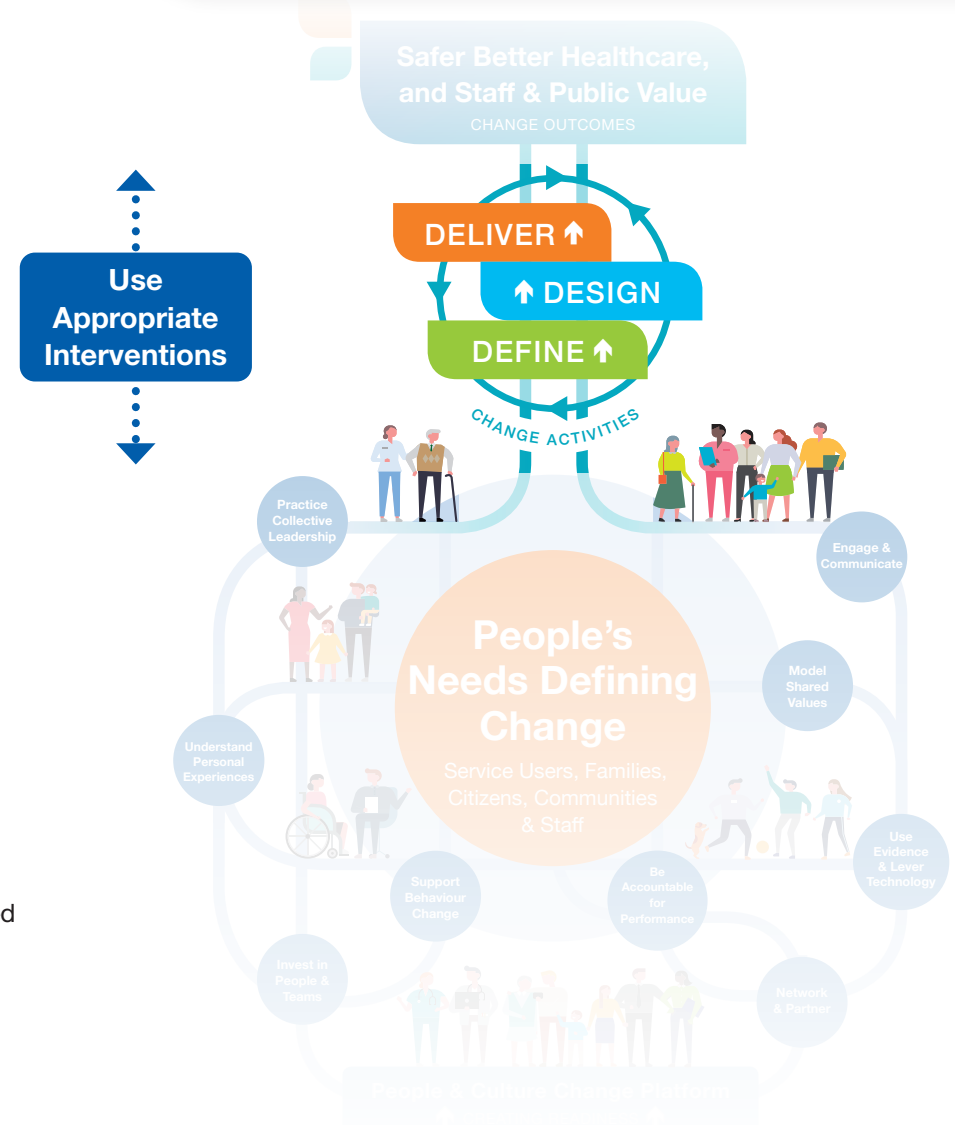 Safer Better Healthcare,
and Staff & Public Value
CHANGE OUTCOMES
DELIVER
DESIGN
DEFINE
CHANGE ACTIVITIES
Use
Appropriate
Interventions
Practice
Collective
Leadership
Engage &
Communicate
People's
Needs Defining
Change
Service Users, Families,
Citizens, Communities
& Staff
Model
Shared
Values
Understand
Personal
Experiences
Use
Evidence
& Lever
Technology
Support
Behaviour
Change
Be
Accountable
for
Performance
d
Invest in
People &
Teams
Network
& Partner
People & Culture Change Platform